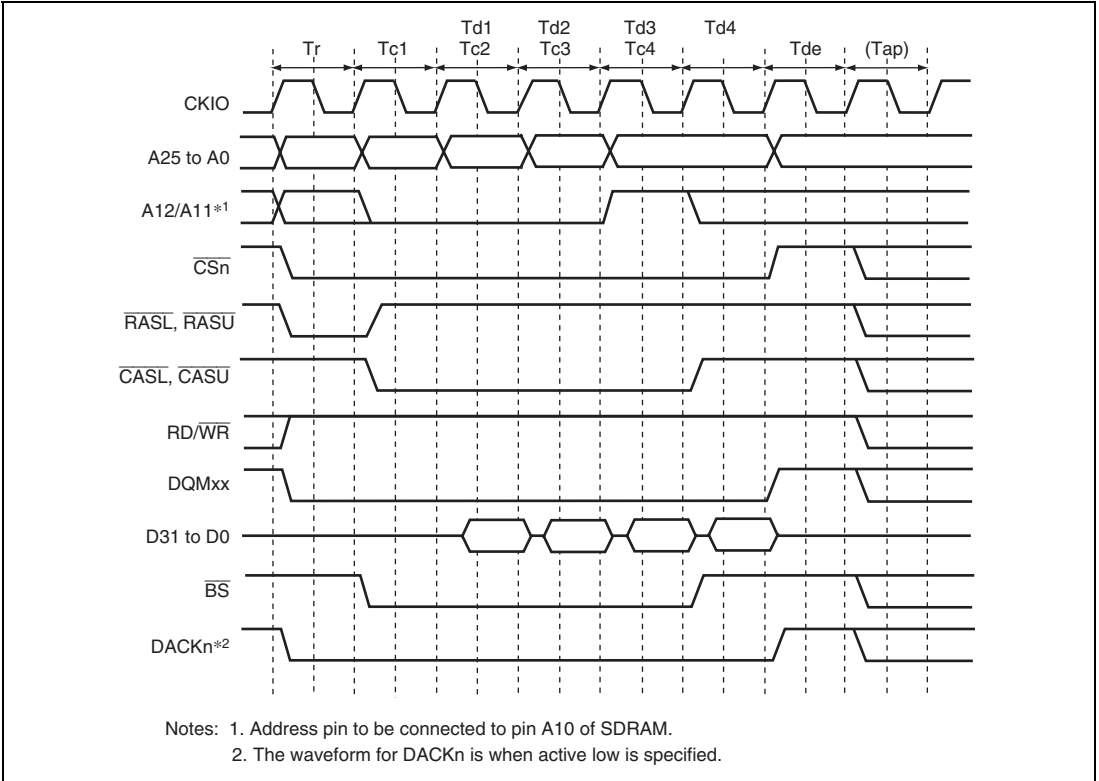 Td1 Td2 Td3 Td4
Tr Tc1 Tc2 Tc3 Tc4 Tde (Tap)
CKIO
A25 to A0
A12/A11*1
CSn
RASL, RASU
CASL, CASU
RD/WR
DQMxx
D31 to D0
BS
DACKn*2
Notes: 1. Address pin to be connected to pin A10 of SDRAM.
2. The waveform for DACKn is when active low is specified.